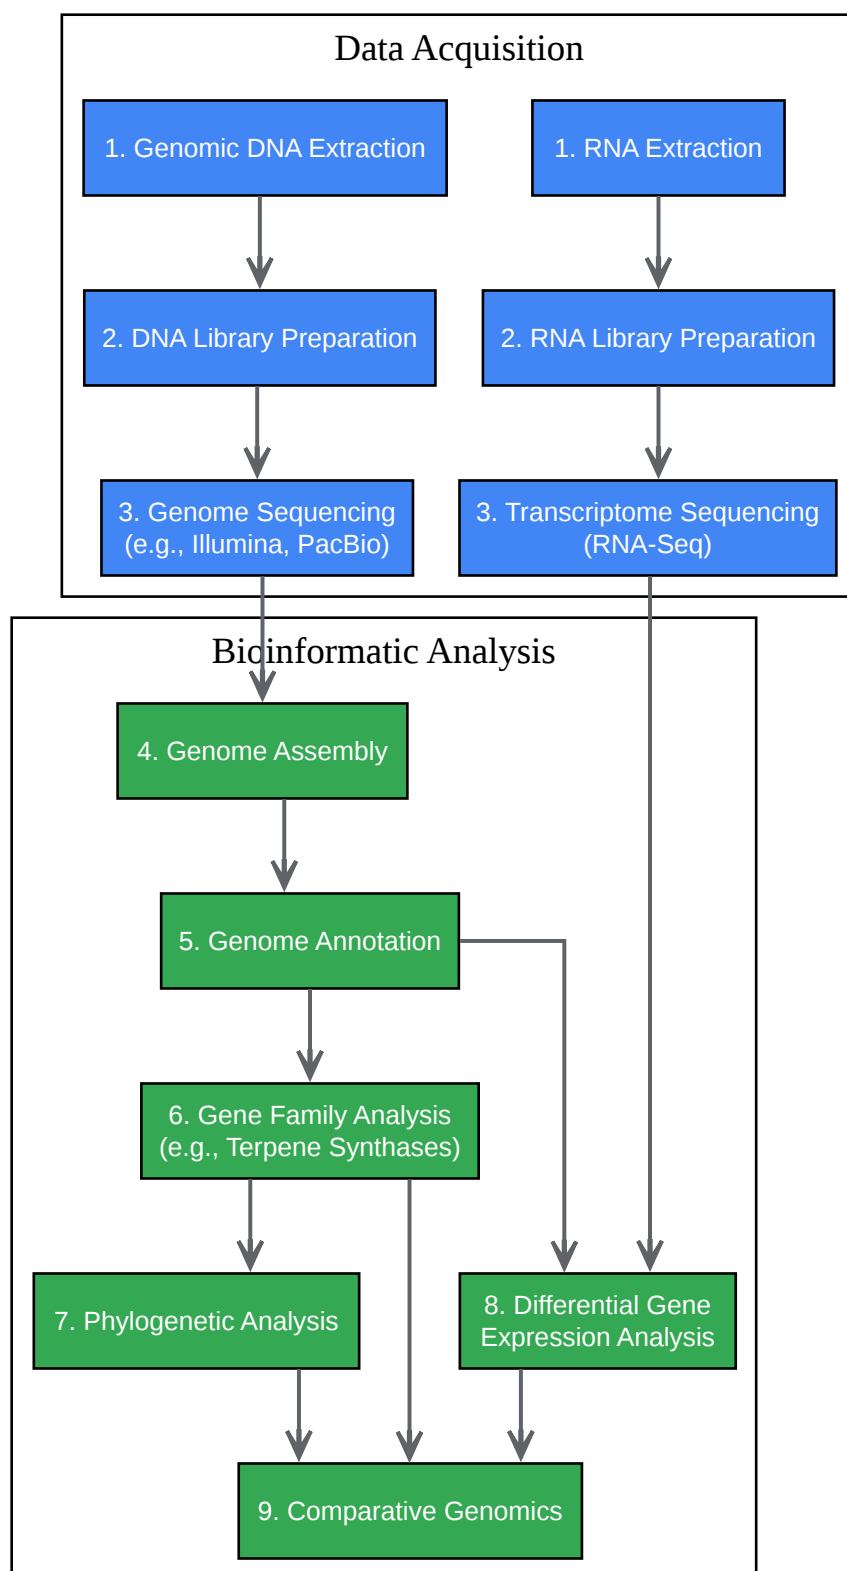 Data Acquisition
1. Genomic DNA Extraction
1. RNA Extraction
2. DNA Library Preparation
2. RNA Library Preparation
3. Genome Sequencing
(e.g., Illumina, PacBio)
3. Transcriptome Sequencing
(RNA-Seq)
Bioinformatic Analysis
4. Genome Assembly
5. Genome Annotation
6. Gene Family Analysis
(e.g., Terpene Synthases)
7. Phylogenetic Analysis
8. Differential Gene
Expression Analysis
9. Comparative Genomics